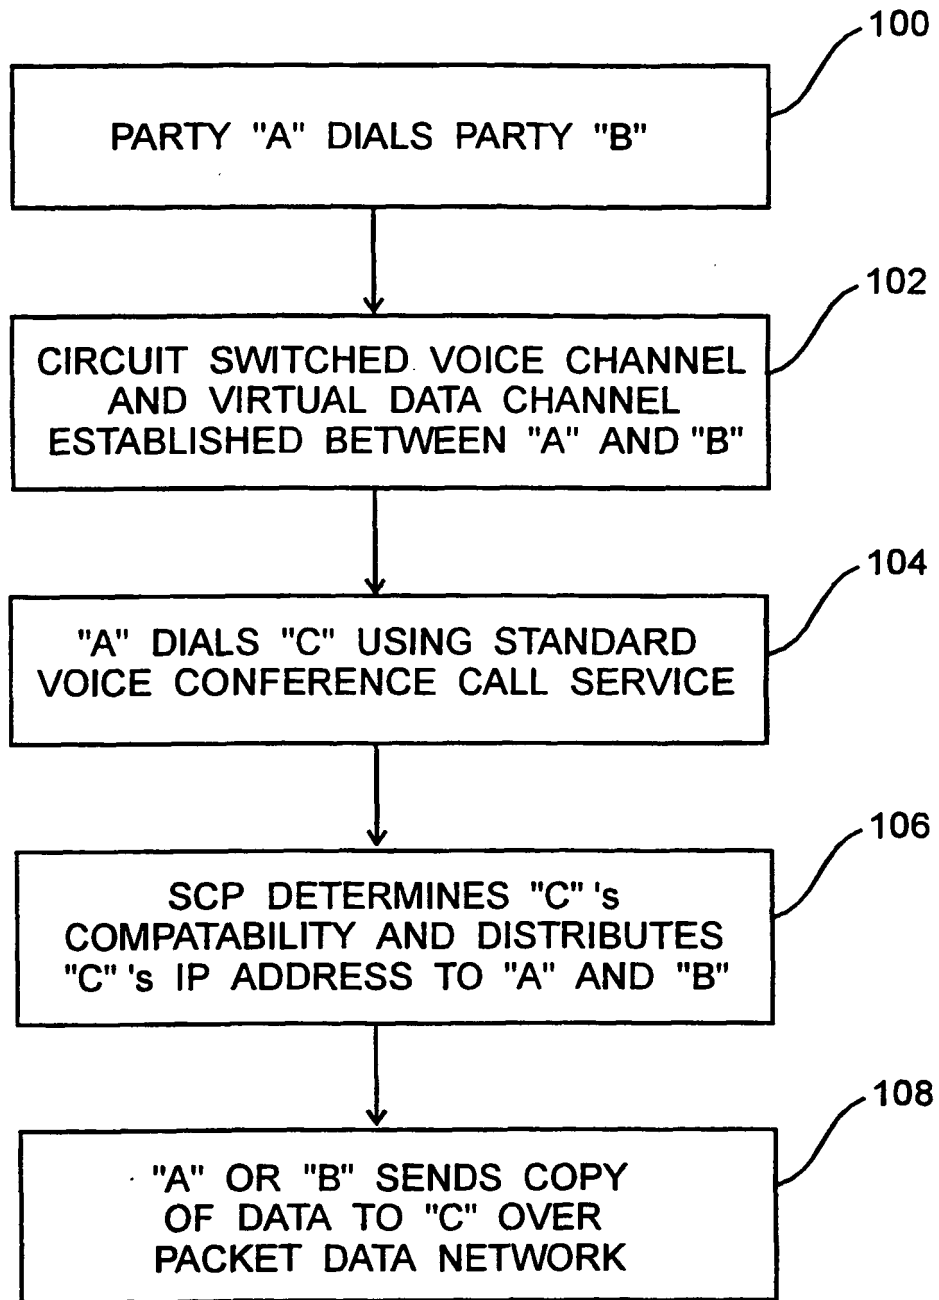 100
PARTY "A" DIALS PARTY "B"
102
CIRCUIT SWITCHED VOICE CHANNEL
AND VIRTUAL DATA CHANNEL
ESTABLISHED BETWEEN "A" AND "B"
104
"A" DIALS "C" USING STANDARD
VOICE CONFERENCE CALL SERVICE
106
SCP DETERMINES "C" 's
COMPATABILITY AND DISTRIBUTES
"C" 's IP ADDRESS TO "A" AND "B"
108
"A" OR "B" SENDS COPY
OF DATA TO "C" OVER
PACKET DATA NETWORK